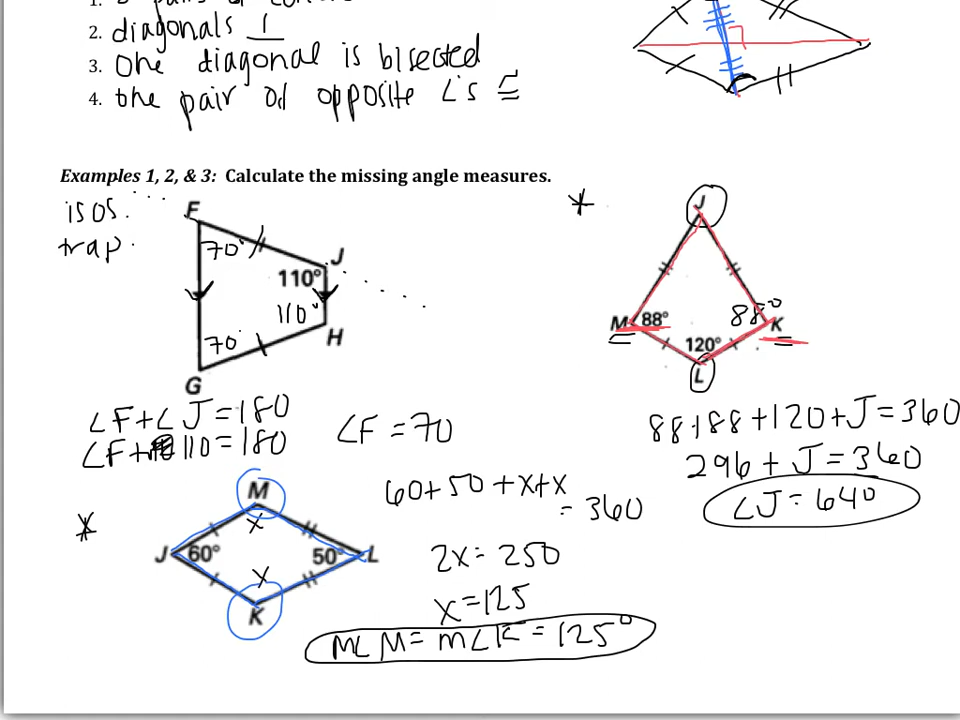 2. diagonals ⊥
3. one diagonal is bisected
4. one pair of opposite ∠s ≅
Examples 1, 2, & 3: Calculate the missing angle measures.
isos.
trap.
F
70°
J
110°
110°
H
70°
G
∠F+∠J=180
∠F+110=180
∠F=70
J
M
88°
88°
K
120°
L
88+88+120+J=360
296+J=360
∠J=64°
M
x
J
60°
50°
L
x
K
60+50+x+x
=360
2x=250
x=125
m∠M=m∠K=125°